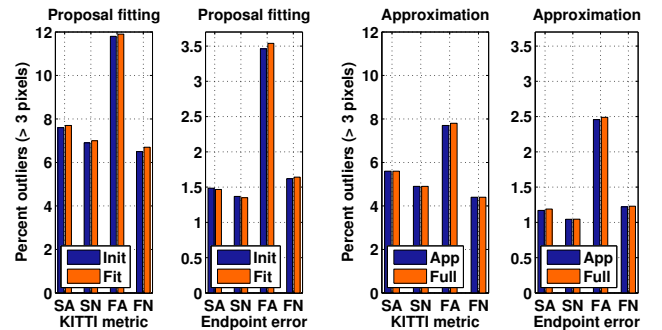 Proposal fitting
Percent outliers (> 3 pixels)
12
10
8
6
4
2
0
Init
Fit
SA SN FA FN
KITTI metric
Proposal fitting
3.5
3
2.5
2
1.5
1
0.5
0
Init
Fit
SA SN FA FN
Endpoint error
Approximation
Percent outliers (> 3 pixels)
12
10
8
6
4
2
0
App
Full
SA SN FA FN
KITTI metric
Approximation
3.5
3
2.5
2
1.5
1
0.5
0
App
Full
SA SN FA FN
Endpoint error